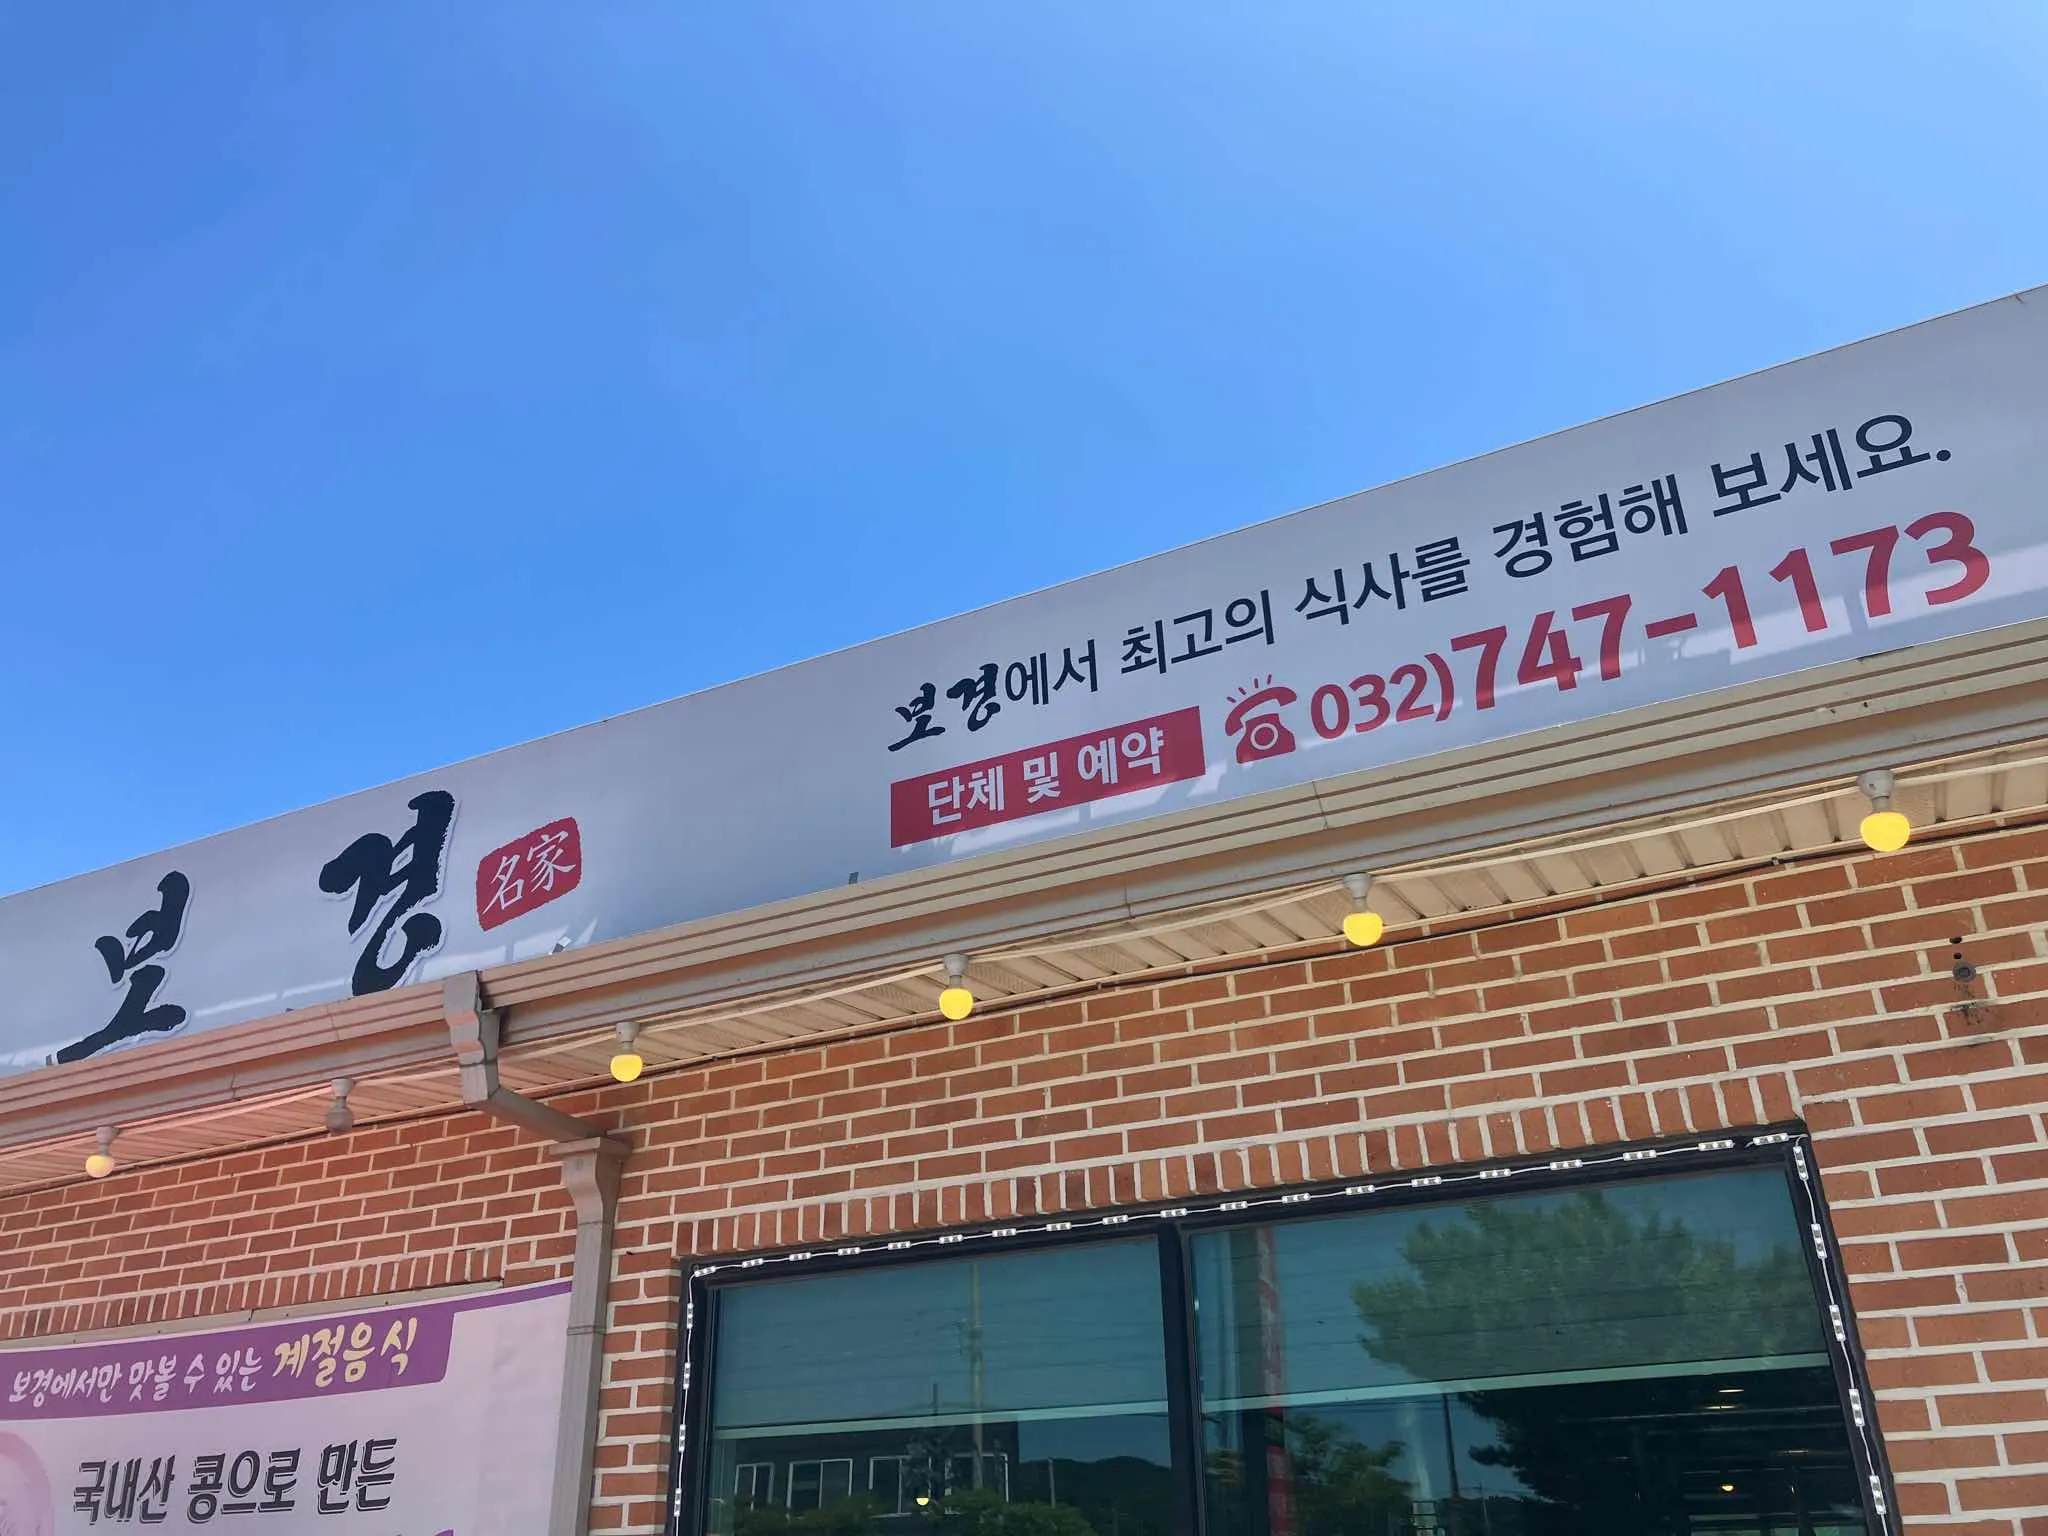 보경 名家
보경에서 최고의 식사를 경험해 보세요.
단체 및 예약 ☎ 032)747-1173
보경에서만 맛볼 수 있는 계절음식
국내산 콩으로 만든